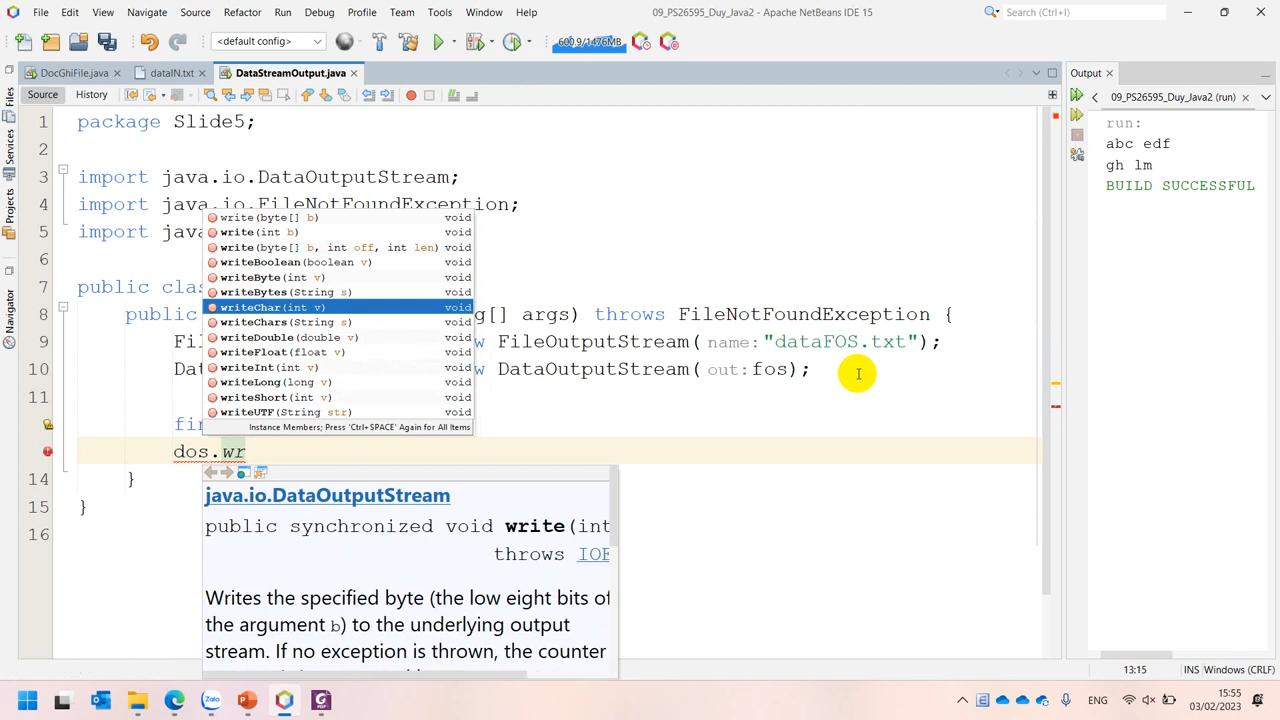 File Edit View Navigate Source Refactor Run Debug Profile Team Tools Window Help
09_PS26595_Duy_Java2 - Apache NetBeans IDE 15
Search (Ctrl+I)
<default config>
600.9/1476MB
DocGhiFile.java
dataIN.txt
DataStreamOutput.java
Source History
Files
Services
Projects
Navigator
1 package Slide5;
2
3 import java.io.DataOutputStream;
4 import java.io.FileNotFoundException;
5 import java
6
7 public clas
8 public g[] args) throws FileNotFoundException {
9 Fi w FileOutputStream( name:"dataFOS.txt");
10 Da w DataOutputStream( out:fos);
11
fin
dos.wr
14 }
15 }
16
write(byte[] b) void
write(int b) void
write(byte[] b, int off, int len) void
writeBoolean(boolean v) void
writeByte(int v) void
writeBytes(String s) void
writeChar(int v) void
writeChars(String s) void
writeDouble(double v) void
writeFloat(float v) void
writeInt(int v) void
writeLong(long v) void
writeShort(int v) void
writeUTF(String str) void
Instance Members; Press 'Ctrl+SPACE' Again for All Items
java.io.DataOutputStream
public synchronized void write(int
throws IOE
Writes the specified byte (the low eight bits of
the argument b) to the underlying output
stream. If no exception is thrown, the counter
Output
09_PS26595_Duy_Java2 (run)
run:
abc edf
gh lm
BUILD SUCCESSFUL
13:15 INS Windows (CRLF)
Zalo
ENG
15:55
03/02/2023